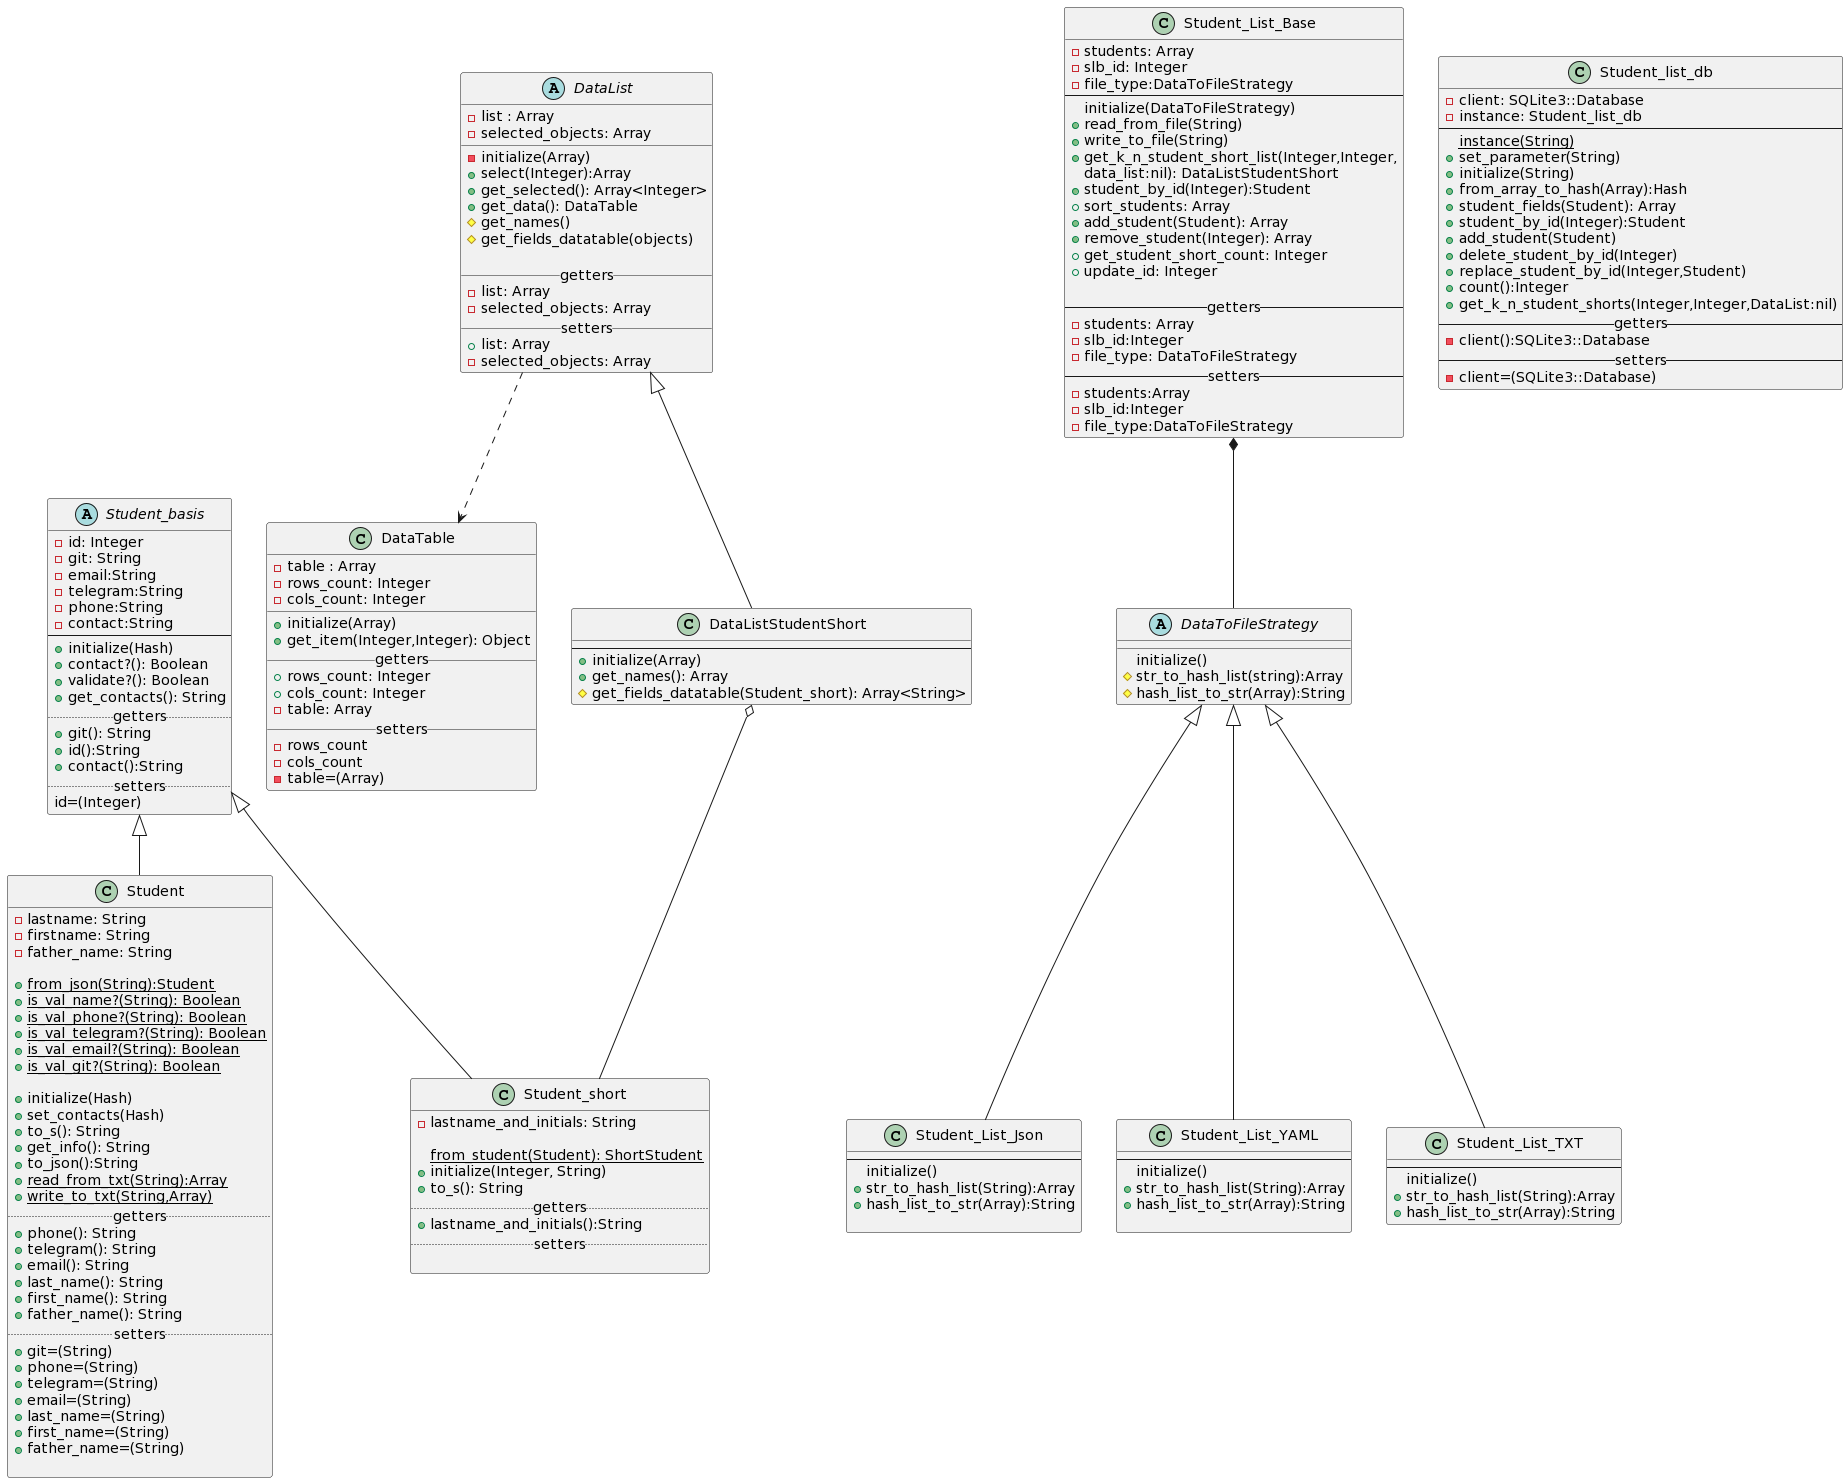 Student_List_Base
students: Array
slb_id: Integer
file_type:DataToFileStrategy
initialize(DataToFileStrategy)
read_from_file(String)
write_to_file(String)
get_k_n_student_short_list(Integer,Integer,
data_list:nil): DataListStudentShort
student_by_id(Integer):Student
sort_students: Array
add_student(Student): Array
remove_student(Integer): Array
get_student_short_count: Integer
update_id: Integer
getters
students: Array
slb_id:Integer
file_type: DataToFileStrategy
setters
students:Array
slb_id:Integer
file_type:DataToFileStrategy
C Student_list_db
client: SQLite3::Database
instance: Student_list_db
instance(String)
set_parameter(String)
initialize(String)
from_array_to_hash(Array):Hash
student_fields(Student): Array
student_by_id(Integer):Student
add_student(Student)
delete_student_by_id(Integer)
replace_student_by_id(Integer,Student)
count():Integer
get_k_n_student_shorts(Integer,Integer,DataList:nil)
getters
client():SQLite3::Database
setters
client=(SQLite3::Database)
A DataList
list : Array
selected_objects: Array
initialize(Array)
select(Integer):Array
get_selected(): Array<Integer>
get_data(): DataTable
get_names()
get_fields_datatable(objects)
getters
list: Array
selected_objects: Array
setters
list: Array
selected_objects: Array
A Student_basis
id: Integer
git: String
email:String
telegram:String
phone:String
contact:String
initialize(Hash)
contact?(): Boolean
validate?(): Boolean
get_contacts(): String
getters
git(): String
id():String
contact():String
setters
id=(Integer)
C DataTable
table : Array
rows_count: Integer
cols_count: Integer
initialize(Array)
get_item(Integer,Integer): Object
getters
rows_count: Integer
cols_count: Integer
table: Array
setters
rows_count
cols_count
table=(Array)
C DataListStudentShort
initialize(Array)
get_names(): Array
get_fields_datatable(Student_short): Array<String>
A DataToFileStrategy
initialize()
str_to_hash_list(string):Array
hash_list_to_str(Array):String
C Student
lastname: String
firstname: String
father_name: String
from_json(String):Student
is_val_name?(String): Boolean
is_val_phone?(String): Boolean
is_val_telegram?(String): Boolean
is_val_email?(String): Boolean
is_val_git?(String): Boolean
initialize(Hash)
set_contacts(Hash)
to_s(): String
get_info(): String
to_json():String
read_from_txt(String):Array
write_to_txt(String,Array)
getters
phone(): String
telegram(): String
email(): String
last_name(): String
first_name(): String
father_name(): String
setters
git=(String)
phone=(String)
telegram=(String)
email=(String)
last_name=(String)
first_name=(String)
father_name=(String)
C Student_short
lastname_and_initials: String
from_student(Student): ShortStudent
initialize(Integer, String)
to_s(): String
getters
lastname_and_initials():String
setters
C Student_List_Json
initialize()
str_to_hash_list(String):Array
hash_list_to_str(Array):String
C Student_List_YAML
initialize()
str_to_hash_list(String):Array
hash_list_to_str(Array):String
C Student_List_TXT
initialize()
str_to_hash_list(String):Array
hash_list_to_str(Array):String